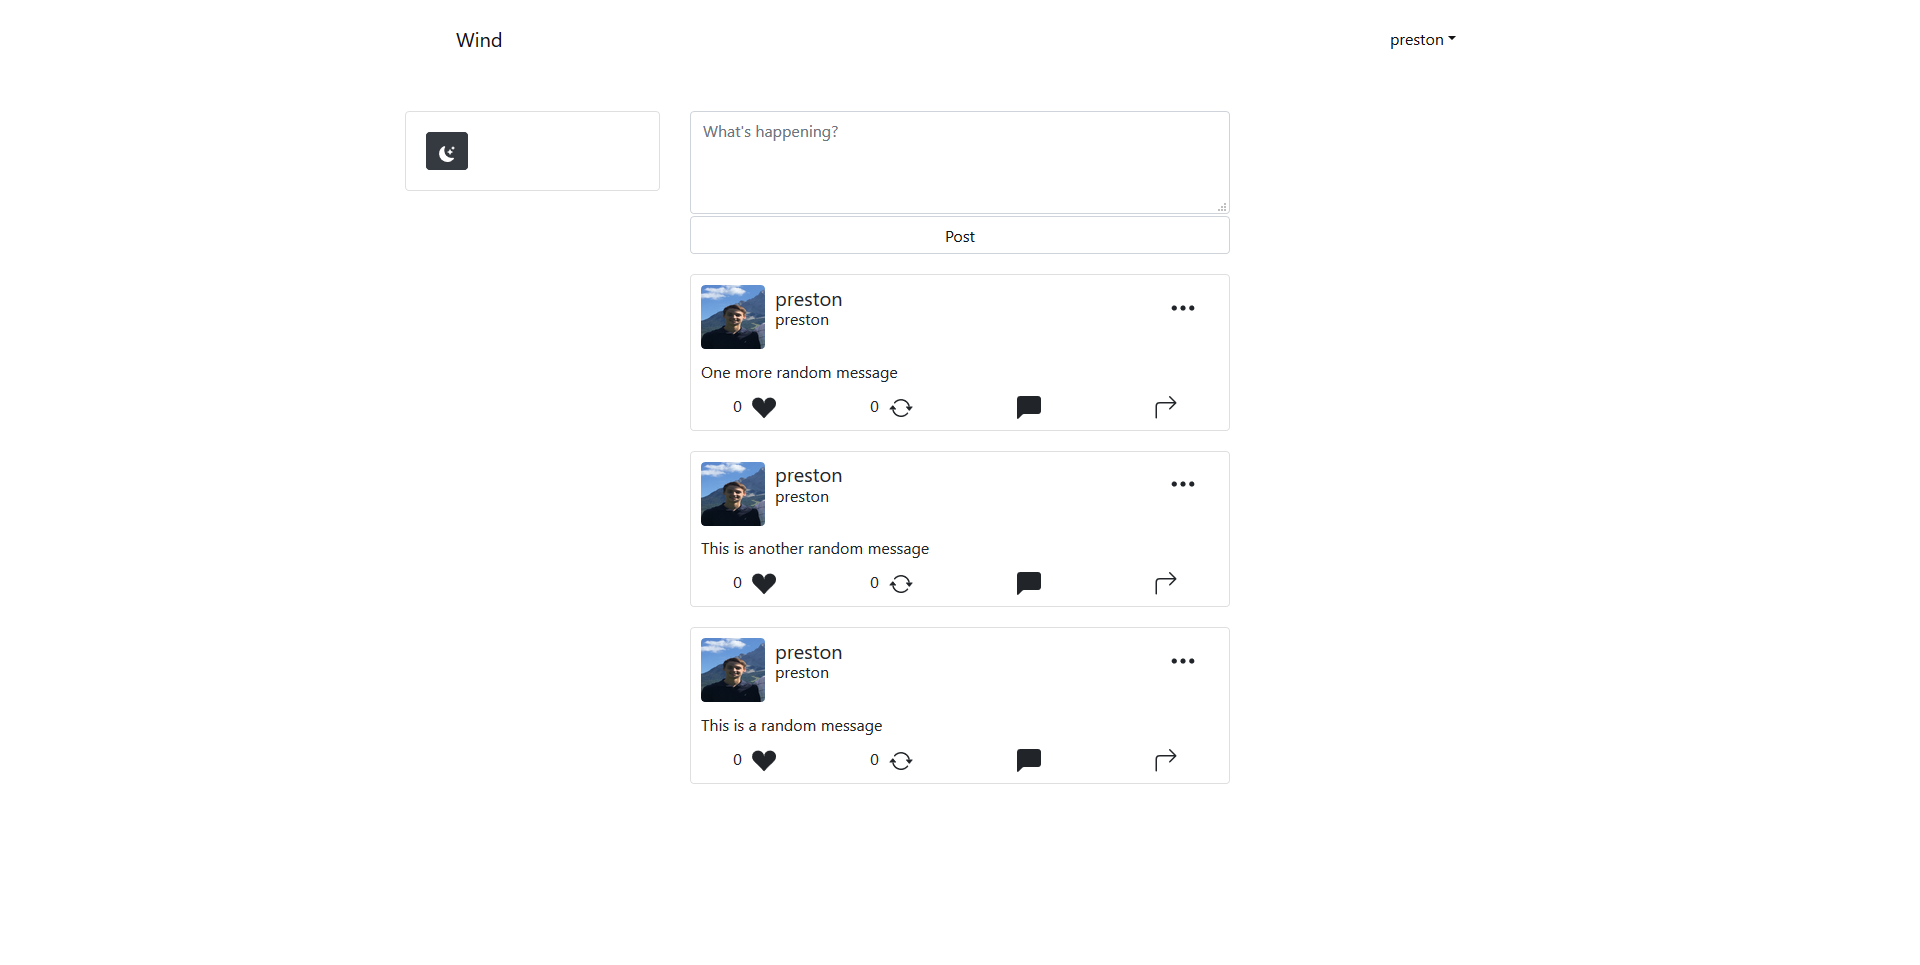 Wind
preston
What's happening?
Post
preston
preston
One more random message
0
0
preston
preston
This is another random message
0
0
preston
preston
This is a random message
0
0